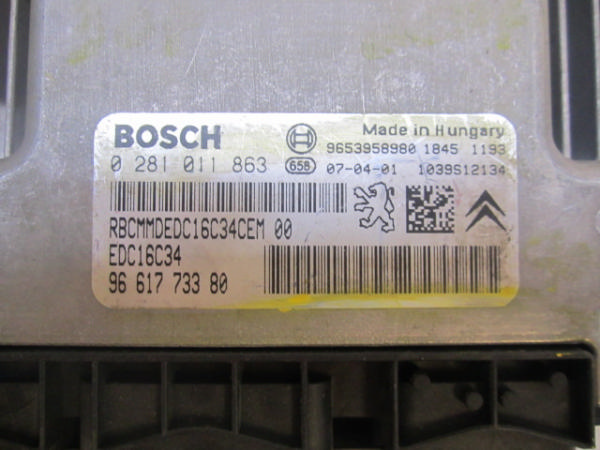 BOSCH
Made in Hungary
9653958980 1845 1193
0 281 011 863 658 07-04-01 1039S12134
RBCMMDEDC16C34CEM 00
EDC16C34
96 617 733 80